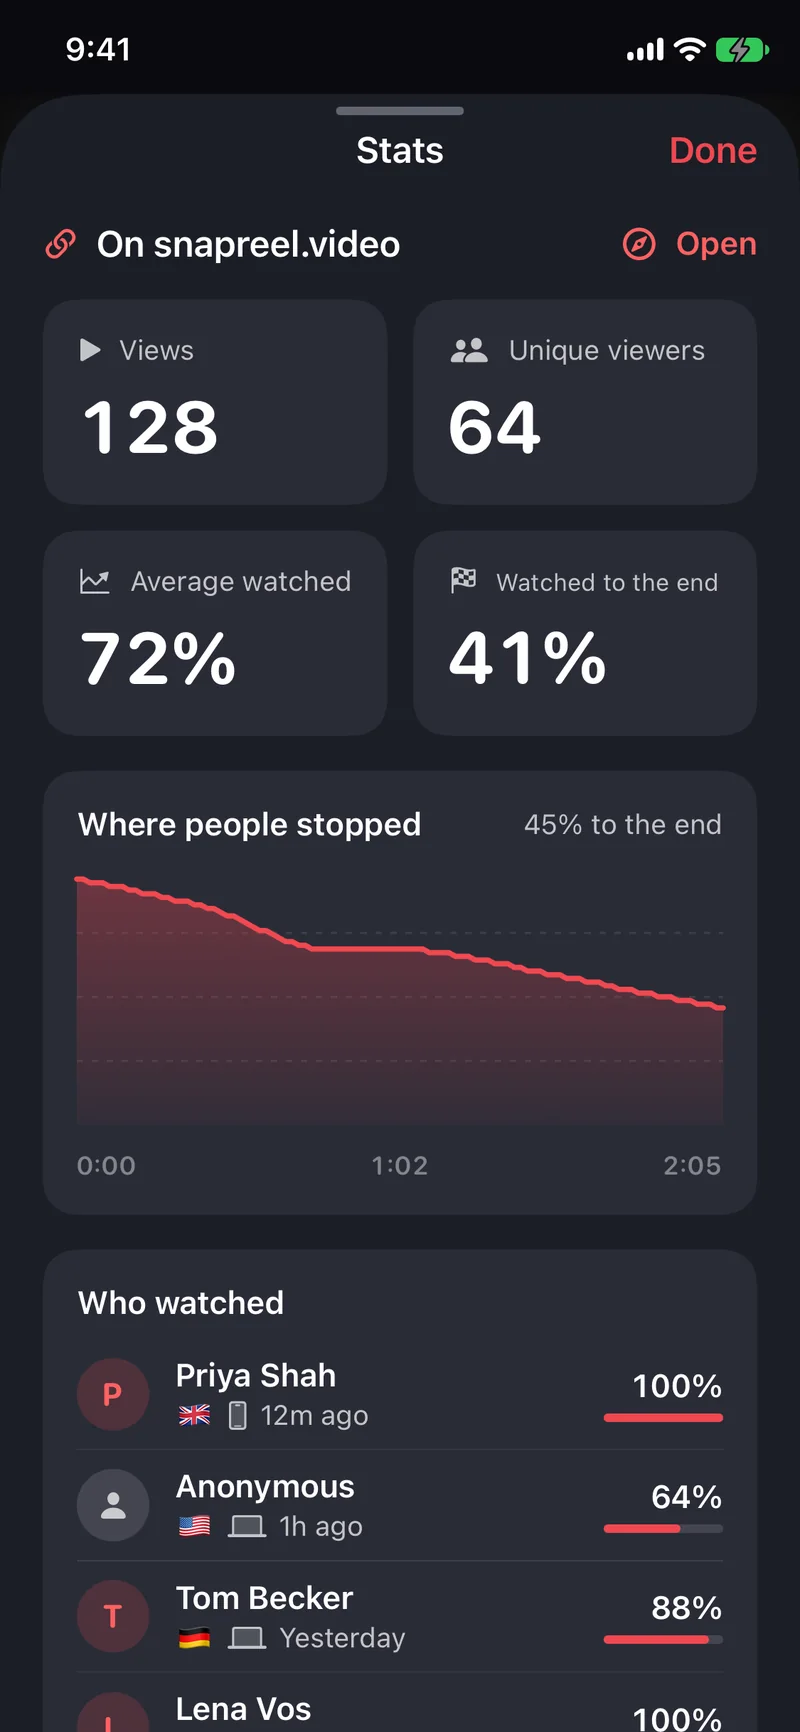 9:41
Stats
Done
On snapreel.video
Open
Views
Unique viewers
128
64
Average watched
Watched to the end
72%
41%
Where people stopped
45% to the end
0:00
1:02
2:05
Who watched
P
Priya Shah
100%
12m ago
Anonymous
64%
1h ago
T
Tom Becker
88%
Yesterday
L
Lena Vos
100%